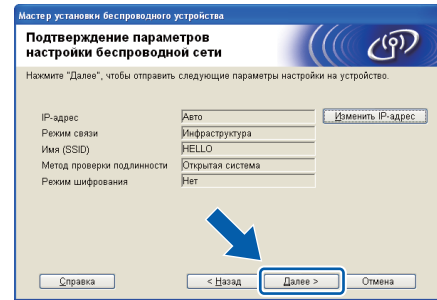 Мастер установки беспроводного устройства
Подтверждение параметров
настройки беспроводной сети
Нажмите "Далее", чтобы отправить следующие параметры настройки на устройство.
IP-адрес Авто Изменить IP-адрес
Режим связи Инфраструктура
Имя (SSID) HELLO
Метод проверки подлинности Открытая система
Режим шифрования Нет
Справка < Назад Далее > Отмена